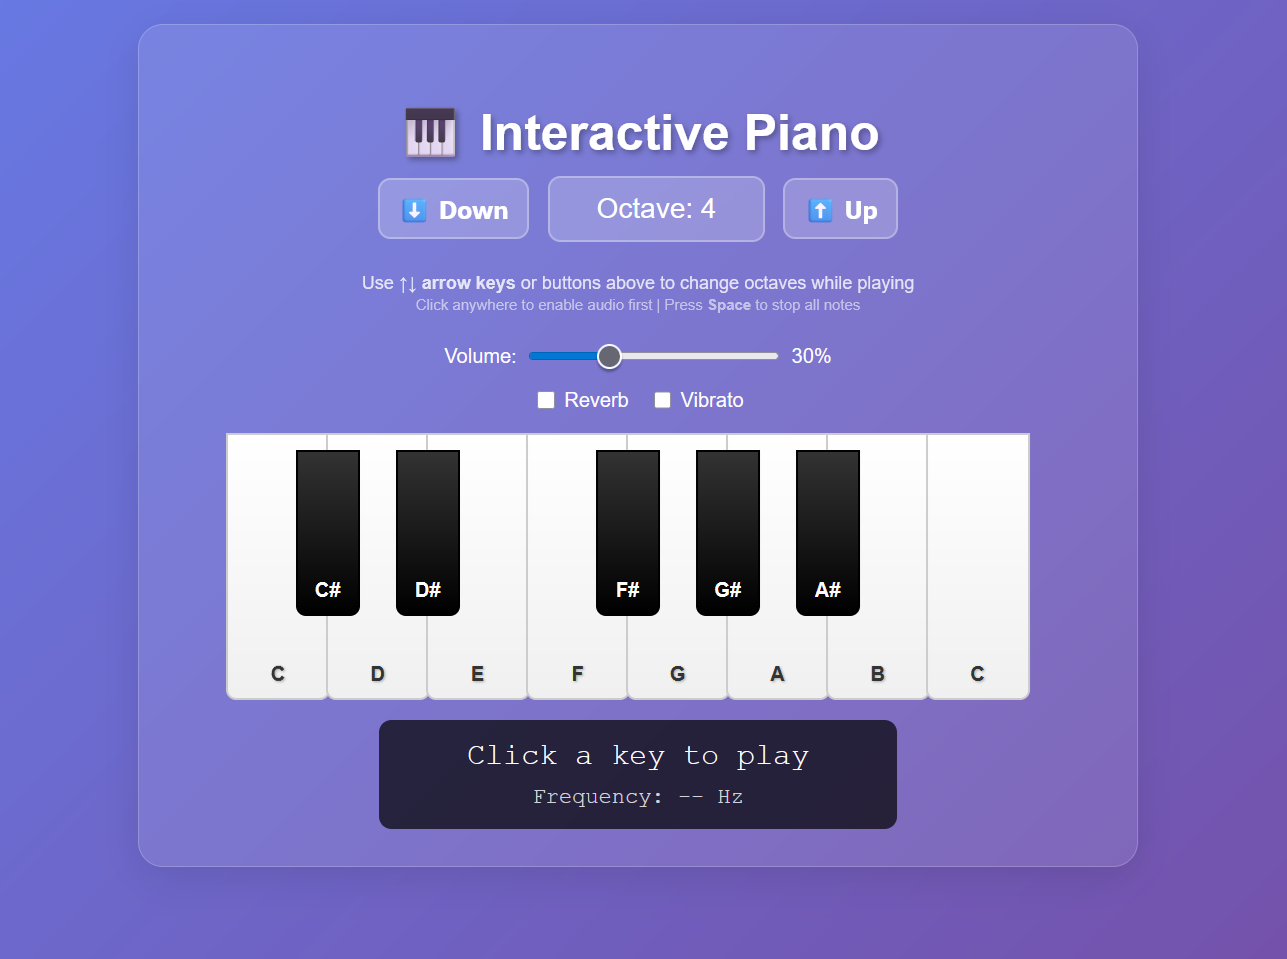 Interactive Piano
Down
Octave: 4
Up
Use ↑↓ arrow keys or buttons above to change octaves while playing
Click anywhere to enable audio first | Press Space to stop all notes
Volume: 30%
Reverb Vibrato
C# D# F# G# A#
C D E F G A B C
Click a key to play
Frequency: -- Hz